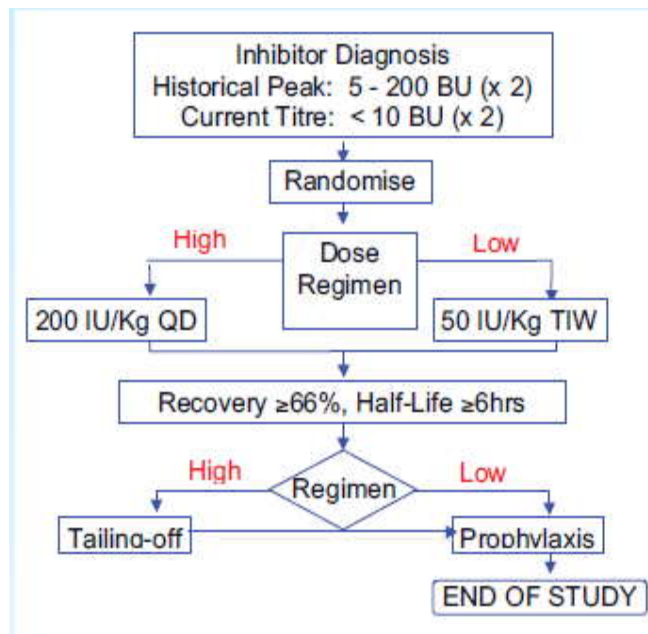 Inhibitor Diagnosis
Historical Peak: 5 - 200 BU (x 2)
Current Titre: < 10 BU (x 2)
Randomise
High
Low
Dose
Regimen
200 IU/Kg QD
50 IU/Kg TIW
Recovery ≥66%, Half-Life ≥6hrs
High
Low
Regimen
Tailing-off
Prophylaxis
END OF STUDY